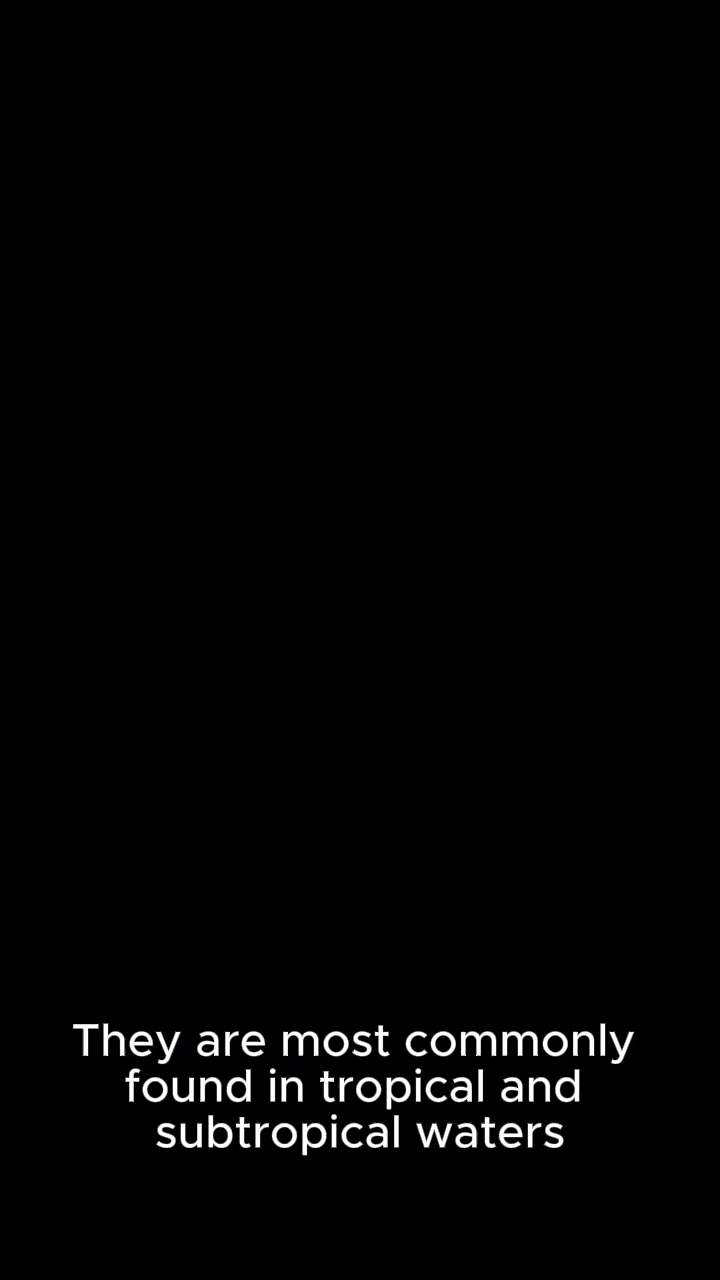 They are most commonly
found in tropical and
subtropical waters